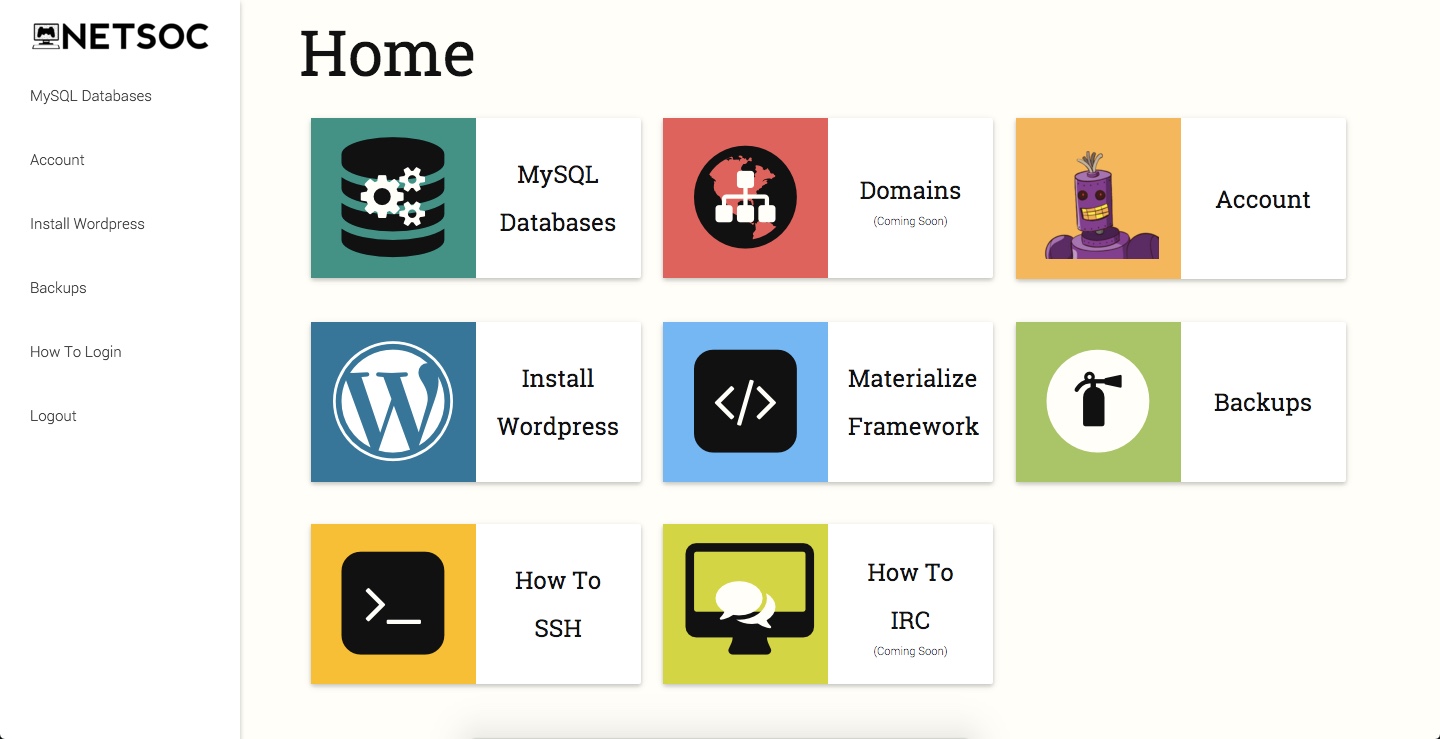 NETSOC
MySQL Databases
Account
Install Wordpress
Backups
How To Login
Logout
Home
MySQL
Databases
Domains
(Coming Soon)
Account
Install
Wordpress
Materialize
Framework
Backups
How To
SSH
How To
IRC
(Coming Soon)